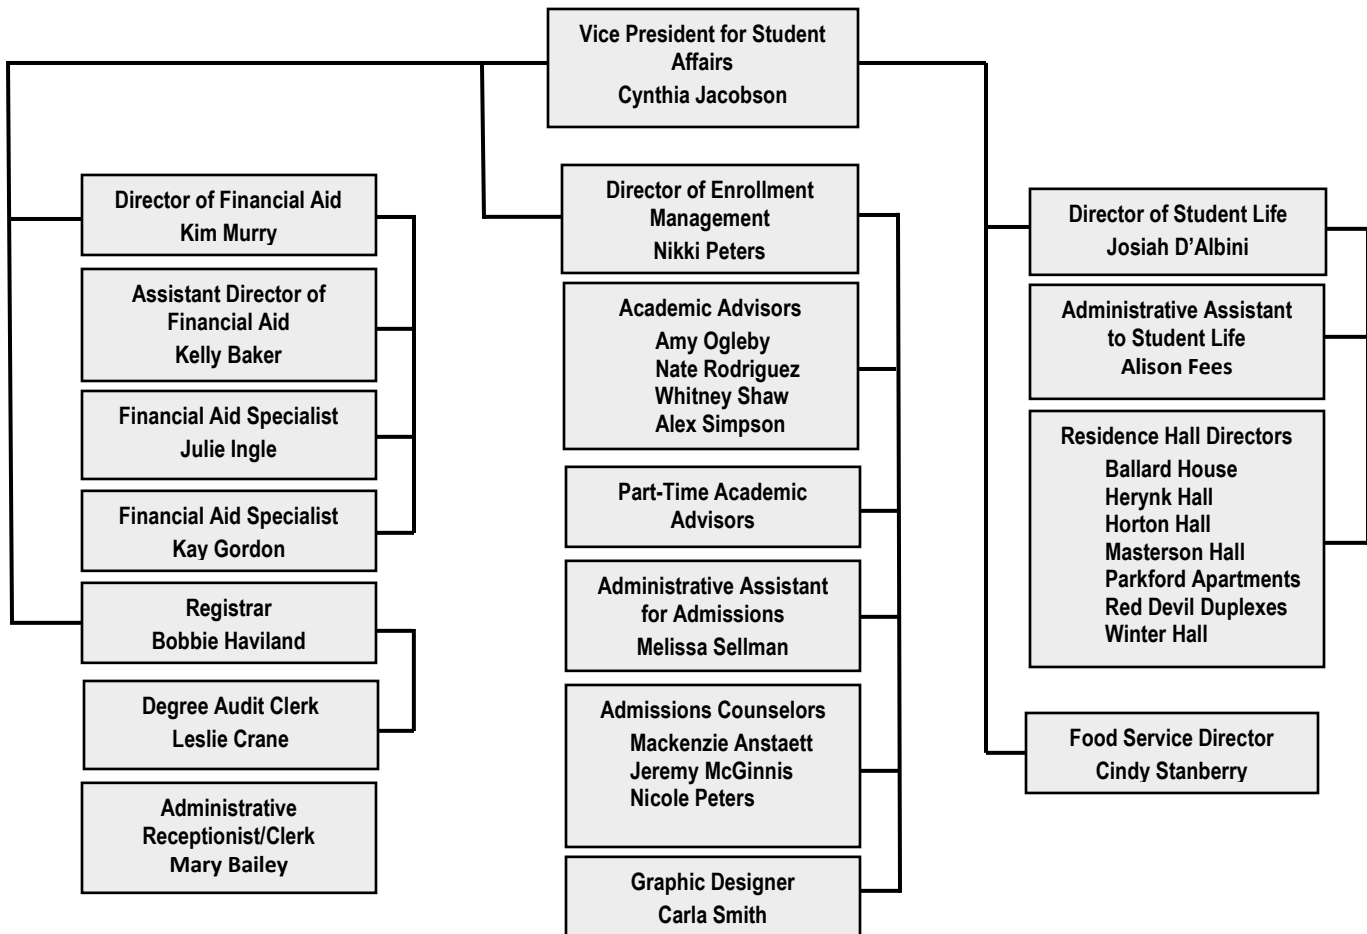 Vice President for Student
Affairs
Cynthia Jacobson
Director of Financial Aid
Kim Murry
Assistant Director of
Financial Aid
Kelly Baker
Financial Aid Specialist
Julie Ingle
Financial Aid Specialist
Kay Gordon
Registrar
Bobbie Haviland
Degree Audit Clerk
Leslie Crane
Administrative
Receptionist/Clerk
Mary Bailey
Director of Enrollment
Management
Nikki Peters
Academic Advisors
Amy Ogleby
Nate Rodriguez
Whitney Shaw
Alex Simpson
Part-Time Academic
Advisors
Administrative Assistant
for Admissions
Melissa Sellman
Admissions Counselors
Mackenzie Anstaett
Jeremy McGinnis
Nicole Peters
Graphic Designer
Carla Smith
Director of Student Life
Josiah D’Albini
Administrative Assistant
to Student Life
Alison Fees
Residence Hall Directors
Ballard House
Herynk Hall
Horton Hall
Masterson Hall
Parkford Apartments
Red Devil Duplexes
Winter Hall
Food Service Director
Cindy Stanberry